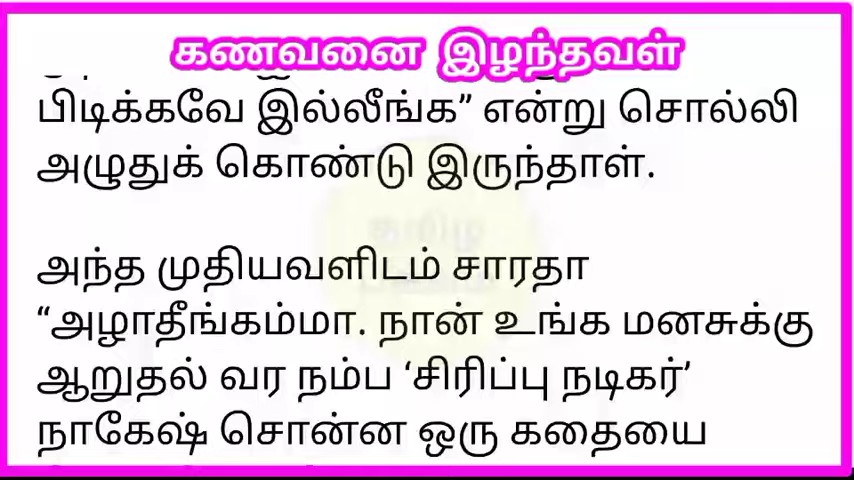 கணவனை இழந்தவள்
பிடிக்கவே இல்லீங்க” என்று சொல்லி
அழுதுக் கொண்டு இருந்தாள்.
அந்த முதியவளிடம் சாரதா
“அழாதீங்கம்மா. நான் உங்க மனசுக்கு
ஆறுதல் வர நம்ப ‘சிரிப்பு நடிகர்’
நாகேஷ் சொன்ன ஒரு கதையை